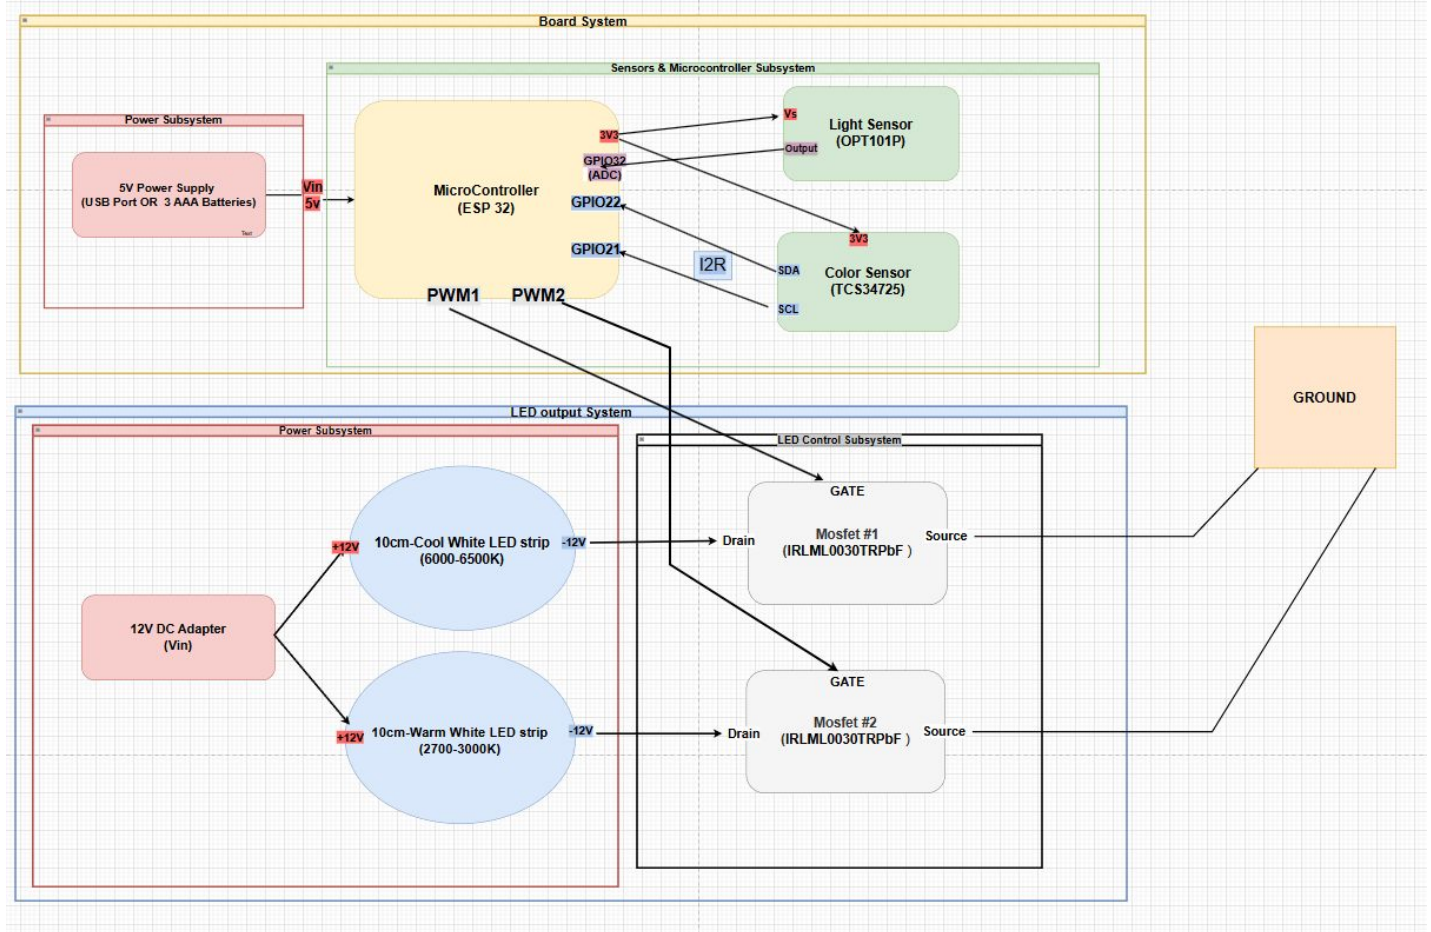 Board System
Sensors & Microcontroller Subsystem
Power Subsystem
5V Power Supply
(USB Port OR 3 AAA Batteries)
Text
Vin
5v
MicroController
(ESP 32)
3V3
GPIO32
(ADC)
GPIO22
GPIO21
PWM1
PWM2
Vs
Output
Light Sensor
(OPT101P)
I2R
3V3
SDA
SCL
Color Sensor
(TCS34725)
GROUND
LED output System
Power Subsystem
12V DC Adapter
(Vin)
+12V
10cm-Cool White LED strip
(6000-6500K)
-12V
+12V
10cm-Warm White LED strip
(2700-3000K)
-12V
LED Control Subsystem
GATE
Drain
Mosfet #1
(IRLML0030TRPbF )
Source
GATE
Drain
Mosfet #2
(IRLML0030TRPbF )
Source